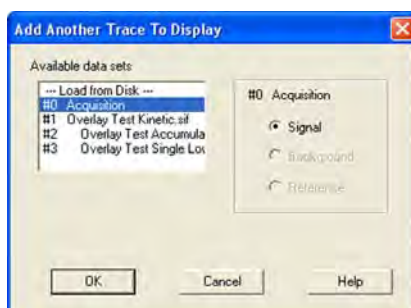 Add Another Trace To Display
Available data sets
--- Load from Disk ---
#0 Acquisition
#1 Overlay Test Kinetic.sif
#2 Overlay Test Accumula
#3 Overlay Test Single
#0 Acquisition
Signal
Background
Reference
OK
Cancel
Help